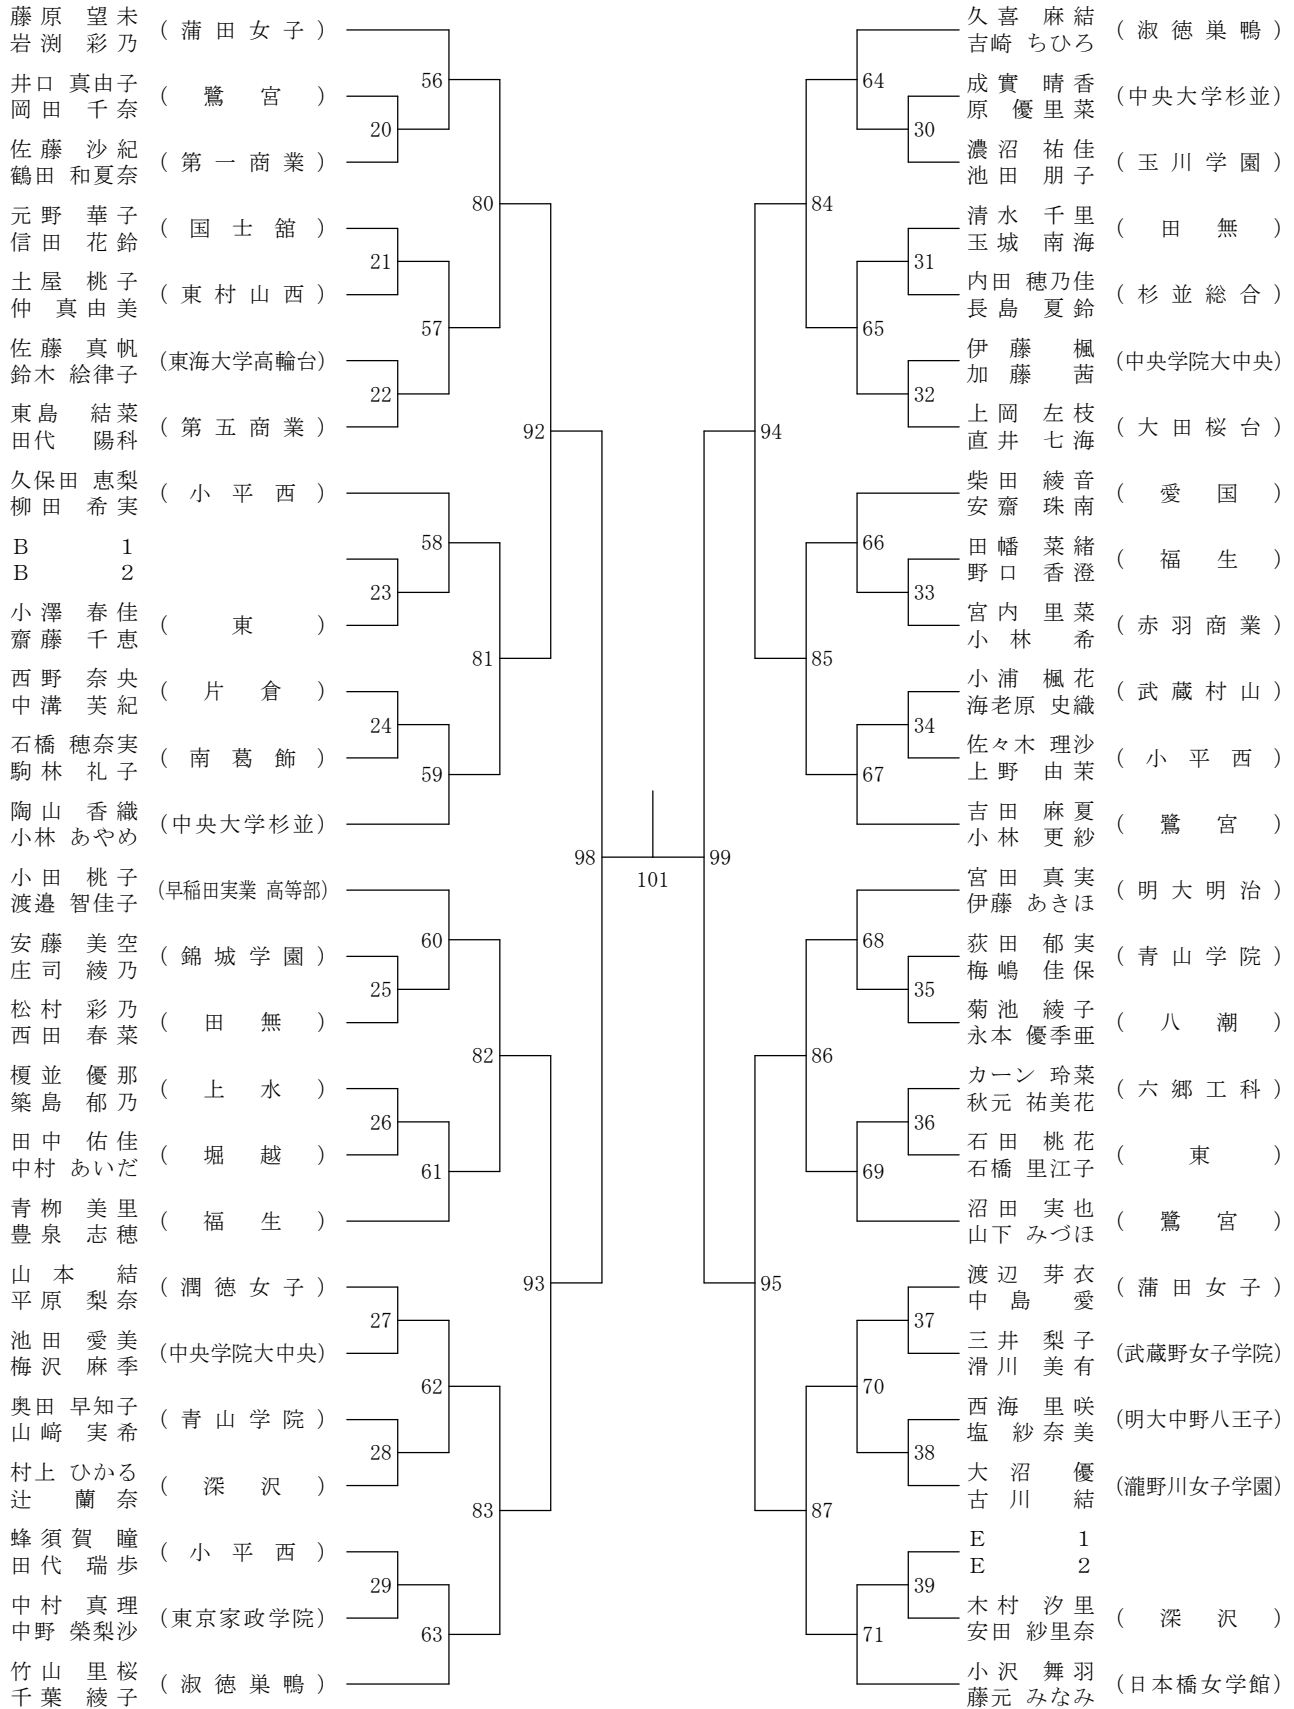 藤原 望未
岩渕 彩乃 (蒲田女子)
56
井口 真由子
岡田 千奈 (鷺宮)
20
佐藤 沙紀
鶴田 和夏奈 (第一商業)
80
元野 華子
信田 花鈴 (国士舘)
21
土屋 桃子
仲 真由美 (東村山西)
57
佐藤 真帆
鈴木 絵律子 (東海大学高輪台)
22
東島 結菜
田代 陽科 (第五商業)
92
久保田 恵梨
柳田 希実 (小平西)
58
B 1
B 2
23
小澤 春佳
齋藤 千恵 (東)
81
西野 奈央
中溝 芙紀 (片倉)
24
石橋 穂奈実
駒林 礼子 (南葛飾)
59
陶山 香織
小林 あやめ (中央大学杉並)
98
小田 桃子
渡邉 智佳子 (早稲田実業 高等部)
60
安藤 美空
庄司 綾乃 (錦城学園)
25
松村 彩乃
西田 春菜 (田無)
82
榎並 優那
築島 郁乃 (上水)
26
田中 佑佳
中村 あいだ (堀越)
61
青栁 美里
豊泉 志穂 (福生)
93
山本 結
平原 梨奈 (潤徳女子)
27
池田 愛美
梅沢 麻季 (中央学院大中央)
62
奥田 早知子
山﨑 実希 (青山学院)
28
村上 ひかる
辻 蘭奈 (深沢)
83
蜂須賀 瞳
田代 瑞歩 (小平西)
29
中村 真理
中野 榮梨沙 (東京家政学院)
63
竹山 里桜
千葉 綾子 (淑徳巣鴨)
101
久喜 麻結
吉崎 ちひろ (淑徳巣鴨)
64
成實 晴香
原 優里菜 (中央大学杉並)
30
濃沼 祐佳
池田 朋子 (玉川学園)
84
清水 千里
玉城 南海 (田無)
31
内田 穂乃佳
長島 夏鈴 (杉並総合)
65
伊藤 楓
加藤 茜 (中央学院大中央)
32
上岡 左枝
直井 七海 (大田桜台)
94
柴田 綾音
安齋 珠南 (愛国)
66
田幡 菜緒
野口 香澄 (福生)
33
宮内 里菜
小林 希 (赤羽商業)
85
小浦 楓花
海老原 史織 (武蔵村山)
34
佐々木 理沙
上野 由茉 (小平西)
67
吉田 麻夏
小林 更紗 (鷺宮)
99
宮田 真実
伊藤 あきほ (明大明治)
68
荻田 郁実
梅嶋 佳保 (青山学院)
35
菊池 綾子
永本 優季亜 (八潮)
86
カーン 玲菜
秋元 祐美花 (六郷工科)
36
石田 桃花
石橋 里江子 (東)
69
沼田 実也
山下 みづほ (鷺宮)
95
渡辺 芽衣
中島 愛 (蒲田女子)
37
三井 梨子
滑川 美有 (武蔵野女子学院)
70
西海 里咲
塩 紗奈美 (明大中野八王子)
38
大沼 優
古川 結 (瀧野川女子学園)
87
E 1
E 2
39
木村 汐里
安田 紗里奈 (深沢)
71
小沢 舞羽
藤元 みなみ (日本橋女学館)